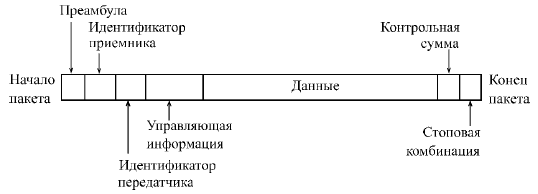 Преамбула
Идентификатор
приемника
Контрольная
сумма
Начало
пакета
Данные
Конец
пакета
Управляющая
информация
Идентификатор
передатчика
Стоповая
комбинация